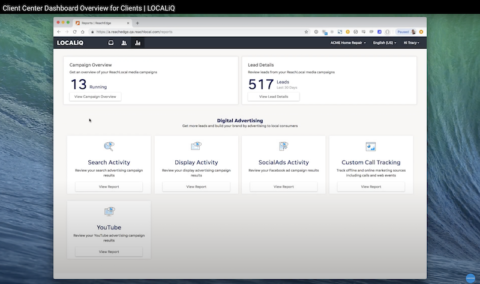 Client Center Dashboard Overview for Clients | LOCALiQ
LOCALiQ
ACME Home Repair
English (US)
Hi Stacy
Campaign Overview
Get an overview of your ReachLocal media campaigns
13 Running
View Campaign Overview
Lead Details
Review leads from your ReachLocal media campaigns
517 Leads
Last 30 Days
View Lead Details
Digital Advertising
Get more leads and build your brand by advertising to local consumers.
Search Activity
Review your search advertising campaign
results
View Report
Display Activity
Review your display advertising campaign
results
View Report
SocialAds Activity
Review your Facebook ad campaign results
View Report
Custom Call Tracking
Track offline and online marketing sources
including calls and web events
View Report
YouTube
Review your YouTube advertising campaign
results
View Report